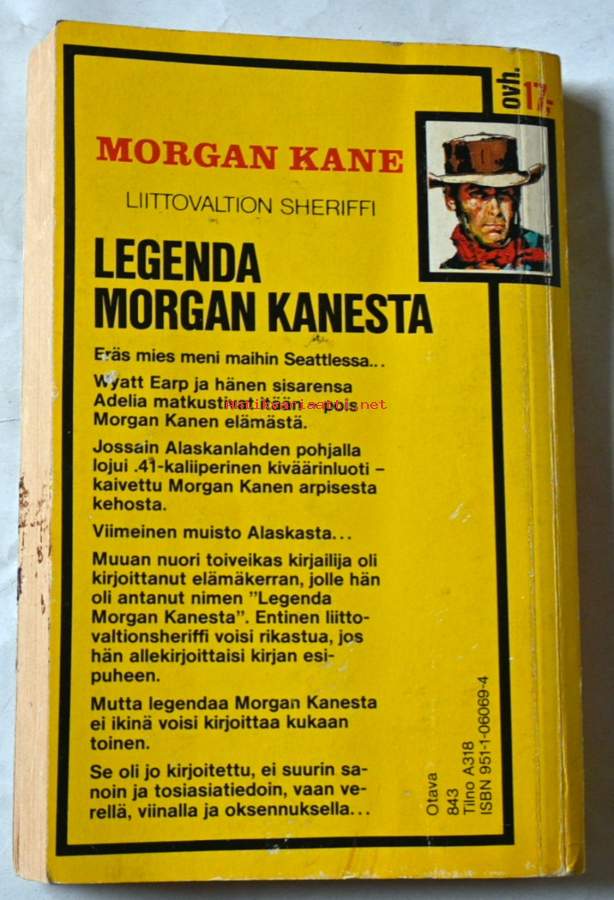 ovh.
17,-
MORGAN KANE
LIITTOVALTION SHERIFFI
LEGENDA
MORGAN KANESTA
Eräs mies meni maihin Seattlessa...
Wyatt Earp ja hänen sisarensa
Adelia matkustivat itään – pois
Morgan Kanen elämästä.
Antikvariaatti.net
Jossain Alaskanlahden pohjalla
lojui .41-kaliiperinen kiväärinluoti –
kaivettu Morgan Kanen arpisesta
kehosta.
Viimeinen muisto Alaskasta...
Muuan nuori toiveikas kirjailija oli
kirjoittanut elämäkerran, jolle hän
oli antanut nimen ”Legenda
Morgan Kanesta”. Entinen liitto-
valtionsheriffi voisi rikastua, jos
hän allekirjoittaisi kirjan esi-
puheen.
Mutta legendaa Morgan Kanesta
ei ikinä voisi kirjoittaa kukaan
toinen.
Se oli jo kirjoitettu, ei suurin sa-
noin ja tosiasiatiedoin, vaan ve-
rellä, viinalla ja oksennuksella...
Otava
843
Tilno A318
ISBN 951-1-06069-4